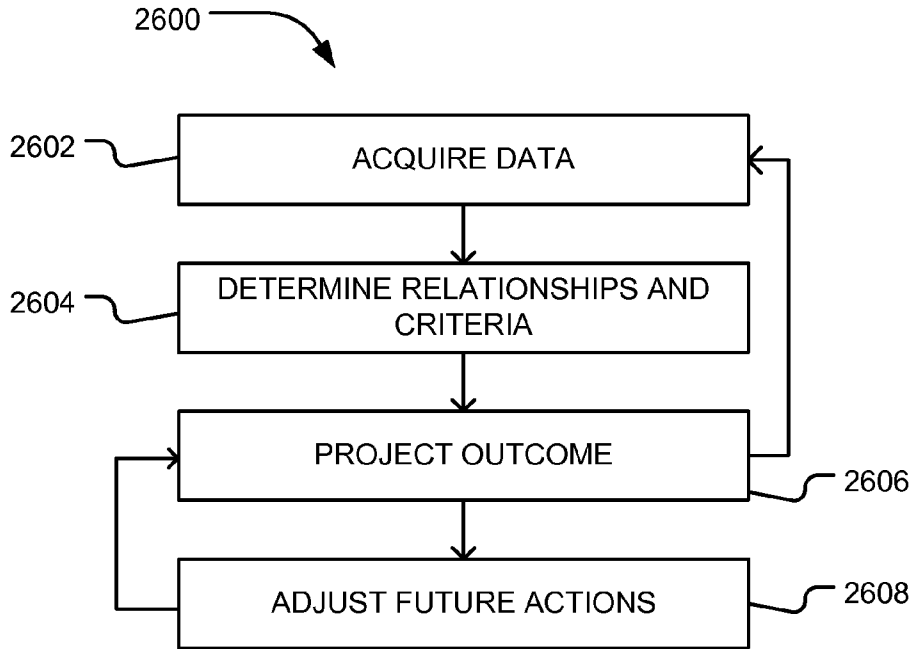 2600
2602
ACQUIRE DATA
2604
DETERMINE RELATIONSHIPS AND
CRITERIA
PROJECT OUTCOME
2606
ADJUST FUTURE ACTIONS
2608